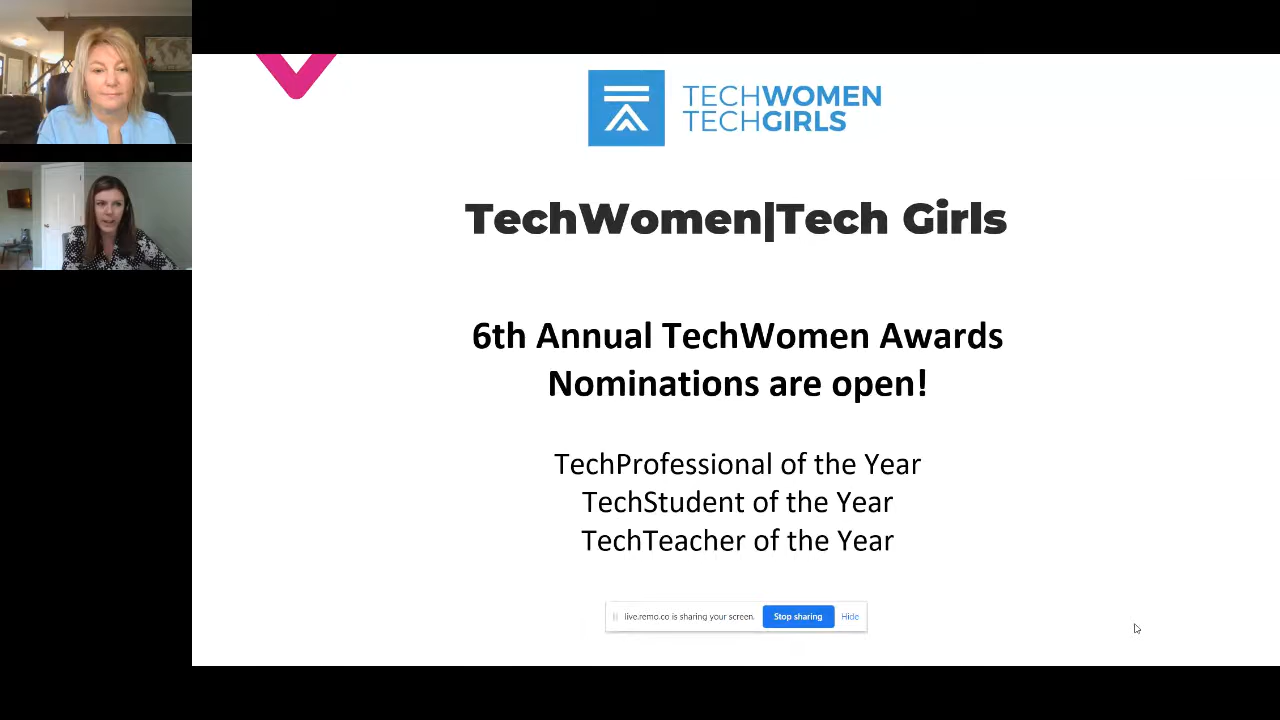 TECHWOMEN
TECHGIRLS
TechWomen|Tech Girls
6th Annual TechWomen Awards
Nominations are open!
TechProfessional of the Year
TechStudent of the Year
TechTeacher of the Year
live.remo.co is sharing your screen. Stop sharing Hide